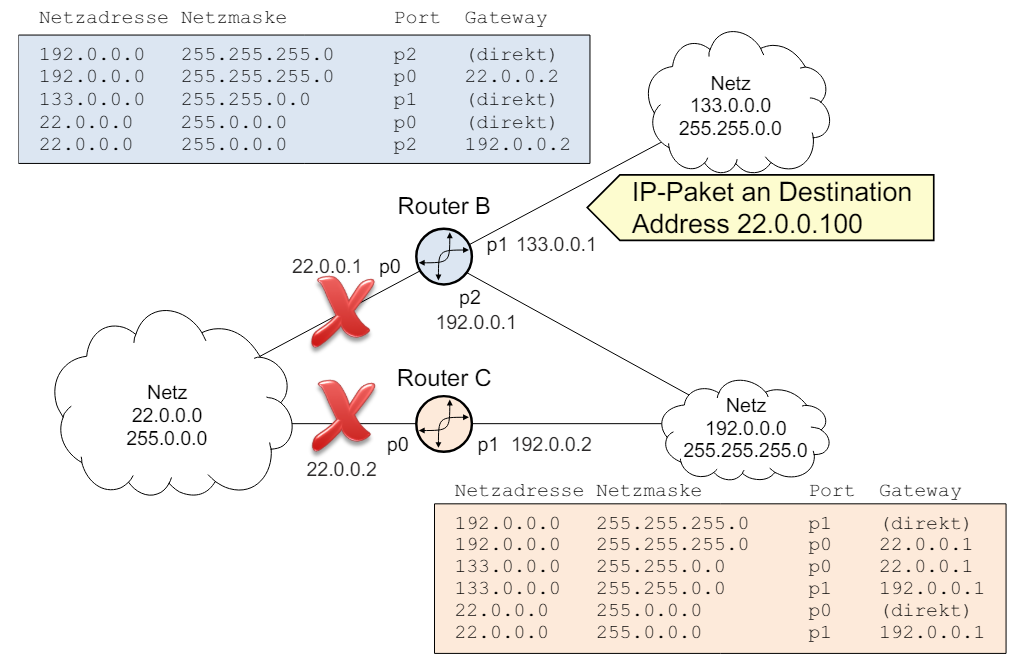 Netzadresse Netzmaske Port Gateway
192.0.0.0 255.255.255.0 p2 (direkt)
192.0.0.0 255.255.255.0 p0 22.0.0.2
133.0.0.0 255.255.0.0 p1 (direkt)
22.0.0.0 255.0.0.0 p0 (direkt)
22.0.0.0 255.0.0.0 p2 192.0.0.2
Netz
133.0.0.0
255.255.0.0
IP-Paket an Destination
Address 22.0.0.100
Router B
p1 133.0.0.1
22.0.0.1 p0
p2
192.0.0.1
Netz
22.0.0.0
255.0.0.0
Router C
p0
p1 192.0.0.2
22.0.0.2
Netz
192.0.0.0
255.255.255.0
Netzadresse Netzmaske Port Gateway
192.0.0.0 255.255.255.0 p1 (direkt)
192.0.0.0 255.255.255.0 p0 22.0.0.1
133.0.0.0 255.255.0.0 p0 22.0.0.1
133.0.0.0 255.255.0.0 p1 192.0.0.1
22.0.0.0 255.0.0.0 p0 (direkt)
22.0.0.0 255.0.0.0 p1 192.0.0.1